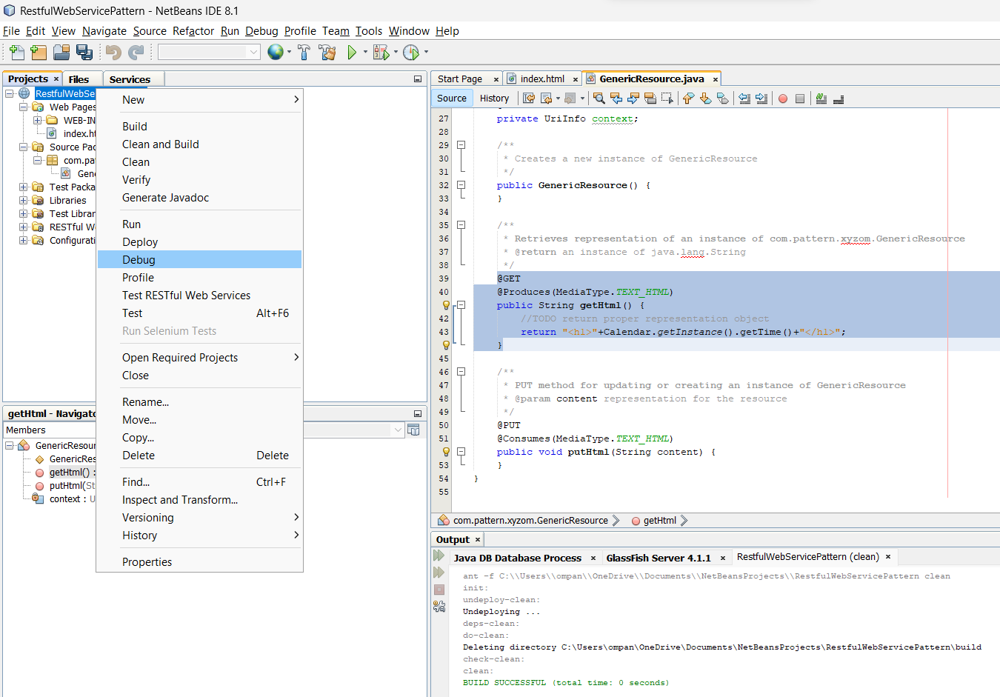 RestfulWebServicePattern - NetBeans IDE 8.1
File Edit View Navigate Source Refactor Run Debug Profile Team Tools Window Help
Projects × Files Services
RestfulWebSe
Web Pages
WEB-IN
index.ht
Source Pac
com.pat
Gene
Test Packa
Libraries
Test Librar
RESTful W
Configurati
New
Build
Clean and Build
Clean
Verify
Generate Javadoc
Run
Deploy
Debug
Profile
Test RESTful Web Services
Test Alt+F6
Run Selenium Tests
Open Required Projects
Close
Rename...
Move...
Copy...
Delete Delete
Find... Ctrl+F
Inspect and Transform...
Versioning
History
Properties
getHtml - Navigato
Members
GenericResour
GenericRes
getHtml() :
putHtml(St
context : U
Start Page × index.html × GenericResource.java ×
Source History
27 private UriInfo context;
28
29 /**
30 * Creates a new instance of GenericResource
31 */
32 public GenericResource() {
33 }
34
35 /**
36 * Retrieves representation of an instance of com.pattern.xyzom.GenericResource
37 * @return an instance of java.lang.String
38 */
39 @GET
40 @Produces(MediaType.TEXT_HTML)
public String getHtml() {
42 //TODO return proper representation object
43 return "<h1>"+Calendar.getInstance().getTime()+"</h1>";
}
45
46 /**
47 * PUT method for updating or creating an instance of GenericResource
48 * @param content representation for the resource
49 */
50 @PUT
51 @Consumes(MediaType.TEXT_HTML)
public void putHtml(String content) {
53 }
54 }
55
com.pattern.xyzom.GenericResource getHtml
Output ×
Java DB Database Process × GlassFish Server 4.1.1 × RestfulWebServicePattern (clean) ×
ant -f C:\\Users\\ompan\\OneDrive\\Documents\\NetBeansProjects\\RestfulWebServicePattern clean
init:
undeploy-clean:
Undeploying ...
deps-clean:
do-clean:
Deleting directory C:\Users\ompan\OneDrive\Documents\NetBeansProjects\RestfulWebServicePattern\build
check-clean:
clean:
BUILD SUCCESSFUL (total time: 0 seconds)